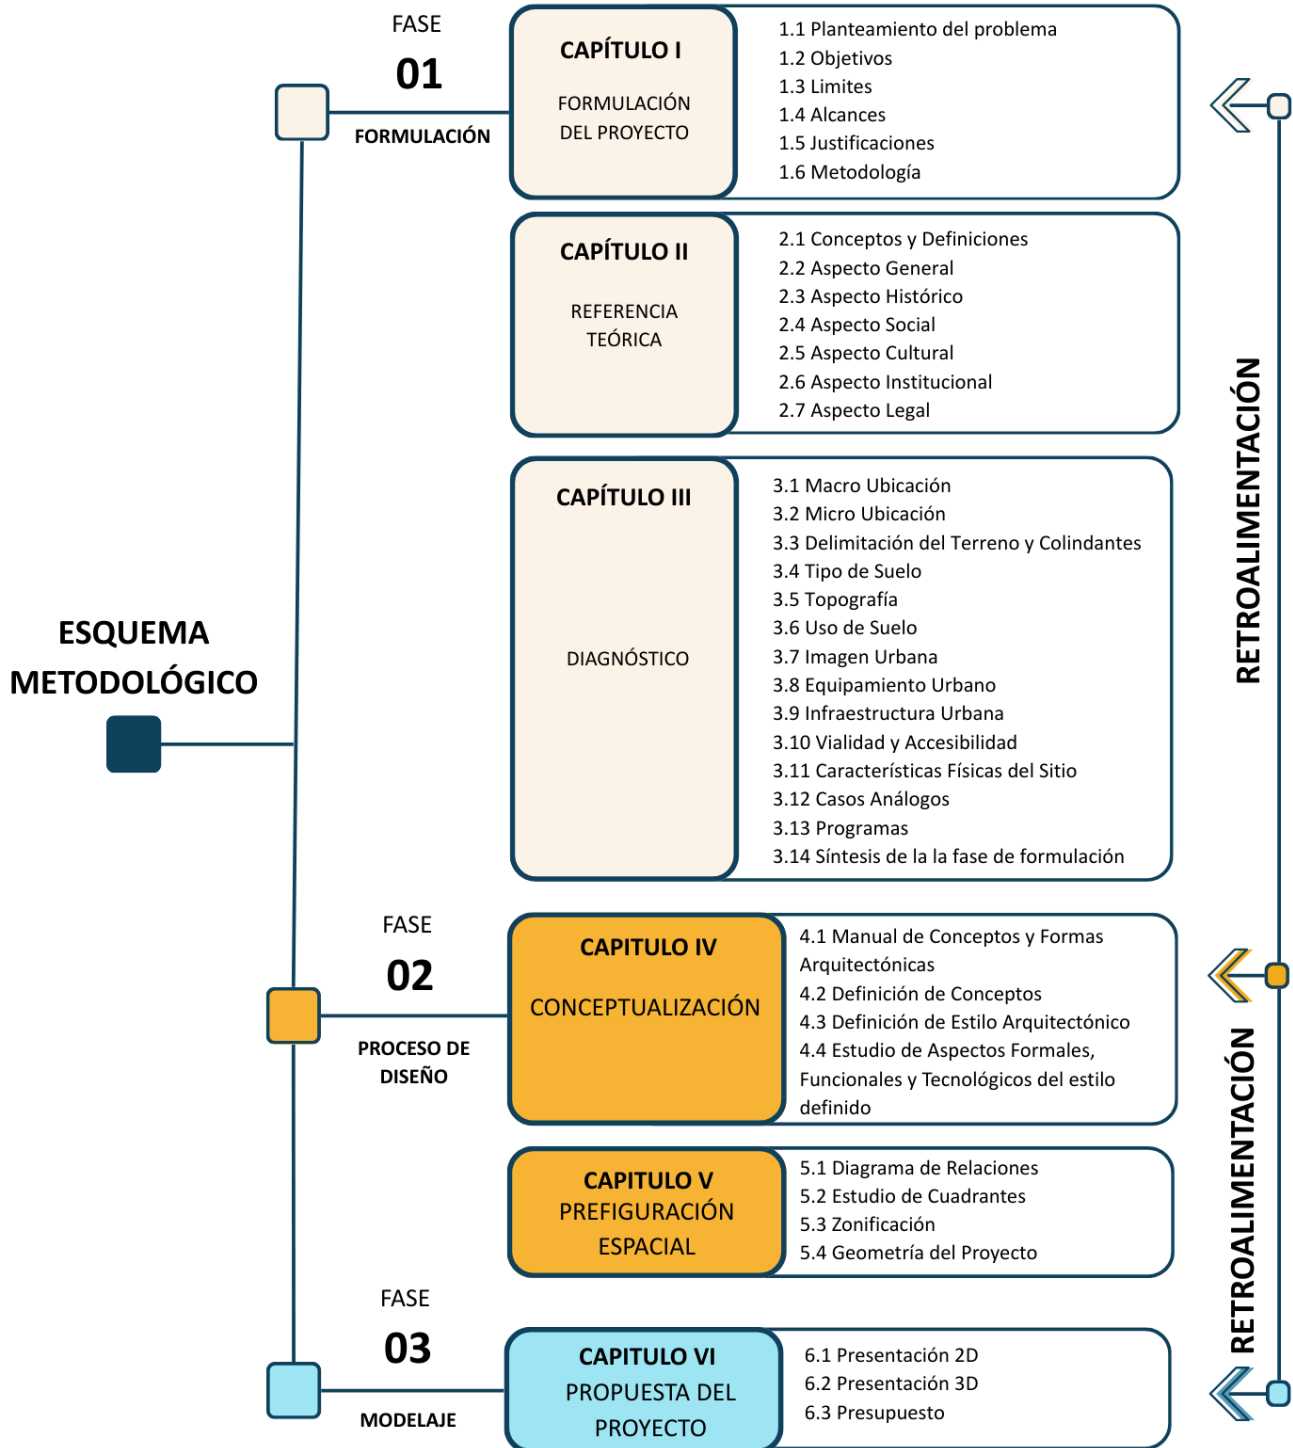 FASE
01
FORMULACIÓN
CAPÍTULO I
FORMULACIÓN
DEL PROYECTO
1.1 Planteamiento del problema
1.2 Objetivos
1.3 Limites
1.4 Alcances
1.5 Justificaciones
1.6 Metodología
CAPÍTULO II
REFERENCIA
TEÓRICA
2.1 Conceptos y Definiciones
2.2 Aspecto General
2.3 Aspecto Histórico
2.4 Aspecto Social
2.5 Aspecto Cultural
2.6 Aspecto Institucional
2.7 Aspecto Legal
CAPÍTULO III
DIAGNÓSTICO
3.1 Macro Ubicación
3.2 Micro Ubicación
3.3 Delimitación del Terreno y Colindantes
3.4 Tipo de Suelo
3.5 Topografía
3.6 Uso de Suelo
3.7 Imagen Urbana
3.8 Equipamiento Urbano
3.9 Infraestructura Urbana
3.10 Vialidad y Accesibilidad
3.11 Características Físicas del Sitio
3.12 Casos Análogos
3.13 Programas
3.14 Síntesis de la la fase de formulación
ESQUEMA
METODOLÓGICO
FASE
02
PROCESO DE
DISEÑO
CAPITULO IV
CONCEPTUALIZACIÓN
4.1 Manual de Conceptos y Formas
Arquitectónicas
4.2 Definición de Conceptos
4.3 Definición de Estilo Arquitectónico
4.4 Estudio de Aspectos Formales,
Funcionales y Tecnológicos del estilo
definido
CAPITULO V
PREFIGURACIÓN
ESPACIAL
5.1 Diagrama de Relaciones
5.2 Estudio de Cuadrantes
5.3 Zonificación
5.4 Geometría del Proyecto
FASE
03
MODELAJE
CAPITULO VI
PROPUESTA DEL
PROYECTO
6.1 Presentación 2D
6.2 Presentación 3D
6.3 Presupuesto
RETROALIMENTACIÓN
RETROALIMENTACIÓN